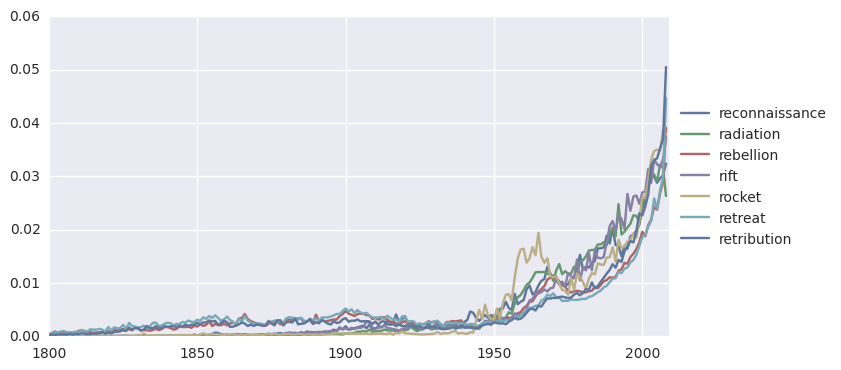 0.06
0.05
0.04
0.03
0.02
0.01
0.00
1800
1850
1900
1950
2000
reconnaissance
radiation
rebellion
rift
rocket
retreat
retribution